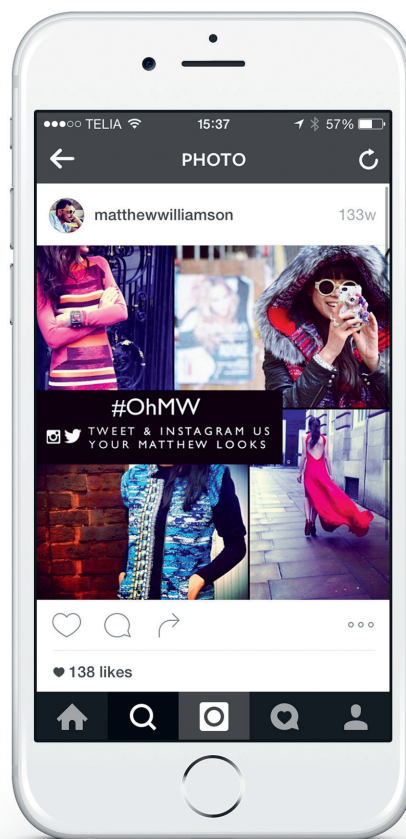 TELIA 15:37 57%
PHOTO
matthewwilliamson 133w
#OhMW
TWEET & INSTAGRAM US
YOUR MATTHEW LOOKS
138 likes